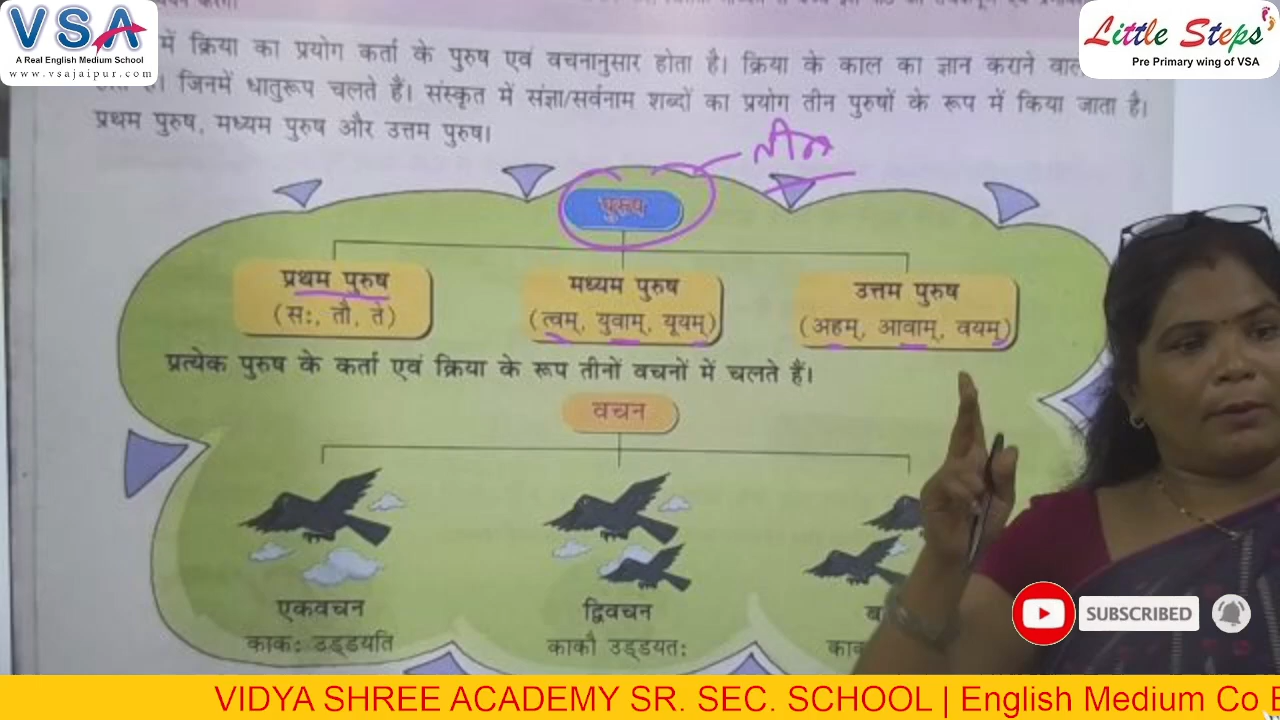 VSA
A Real English Medium School
www.vsajaipur.com
Little Steps
Pre Primary wing of VSA
में क्रिया का प्रयोग कर्ता के पुरुष एवं वचनानुसार होता है। क्रिया के काल का ज्ञान कराने
जिनमें धातुरूप चलते हैं। संस्कृत में संज्ञा/सर्वनाम शब्दों का प्रयोग तीन पुरुषों के रूप में किया जाता है।
प्रथम पुरुष, मध्यम पुरुष और उत्तम पुरुष।
तीन
पुरुष
प्रथम पुरुष
(सः, तौ, ते)
मध्यम पुरुष
(त्वम्, युवाम्, यूयम्)
उत्तम पुरुष
(अहम्, आवाम्, वयम्)
प्रत्येक पुरुष के कर्ता एवं क्रिया के रूप तीनों वचनों में चलते हैं।
वचन
एकवचन
काकः उड्डयति
द्विवचन
काकौ उड्डयतः
SUBSCRIBED
VIDYA SHREE ACADEMY SR. SEC. SCHOOL | English Medium Co